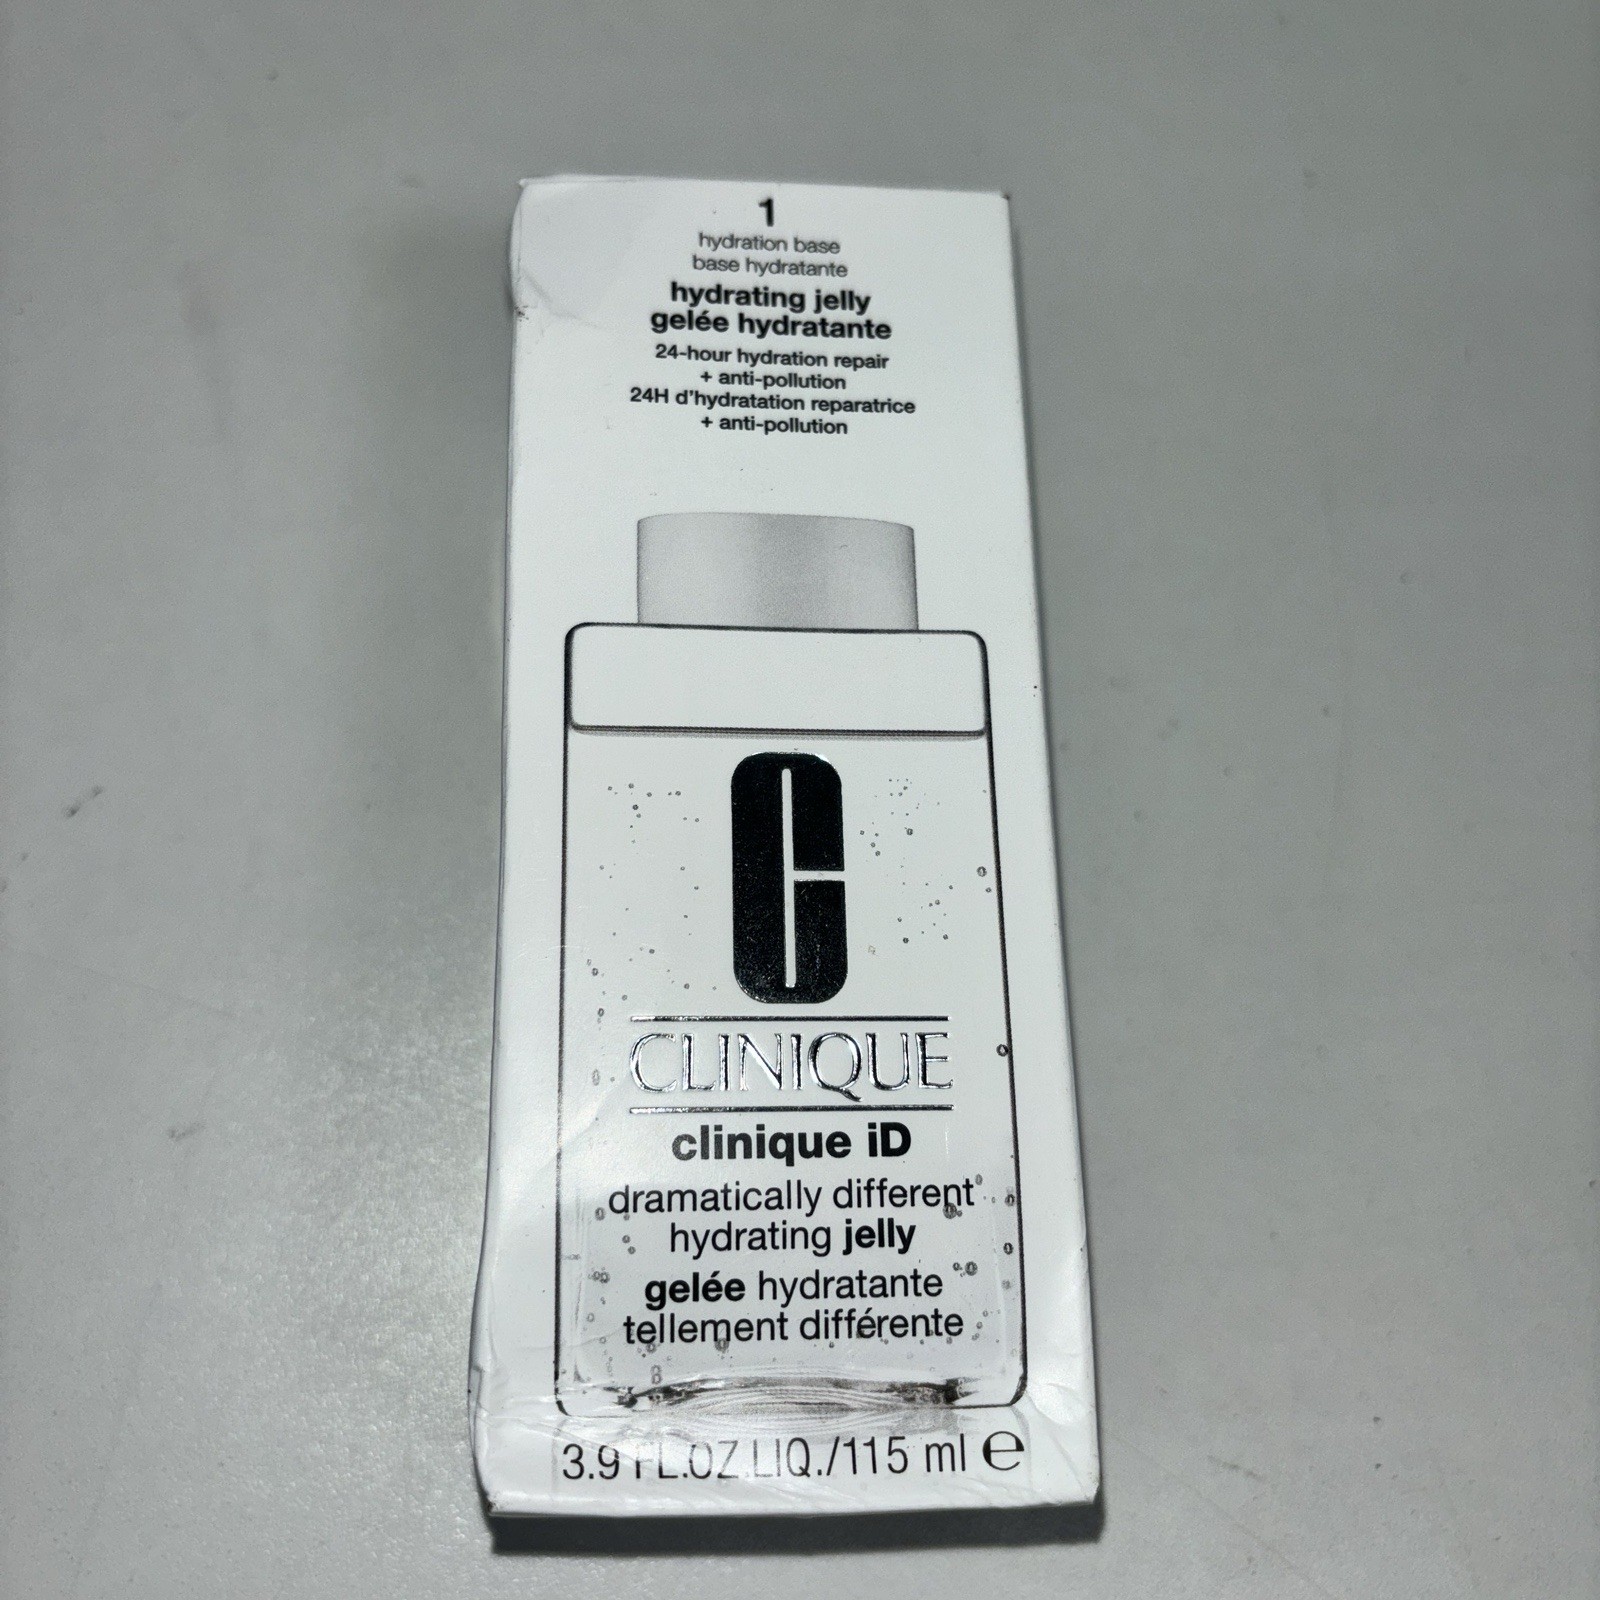 1
hydration base
base hydratante
hydrating jelly
gelée hydratante
24-hour hydration repair
+ anti-pollution
24H d'hydratation reparatrice
+ anti-pollution
C
CLINIQUE
clinique iD
dramatically different
hydrating jelly
gelée hydratante
tellement différente
3.9 FL.OZ.LIQ./115 ml ℮